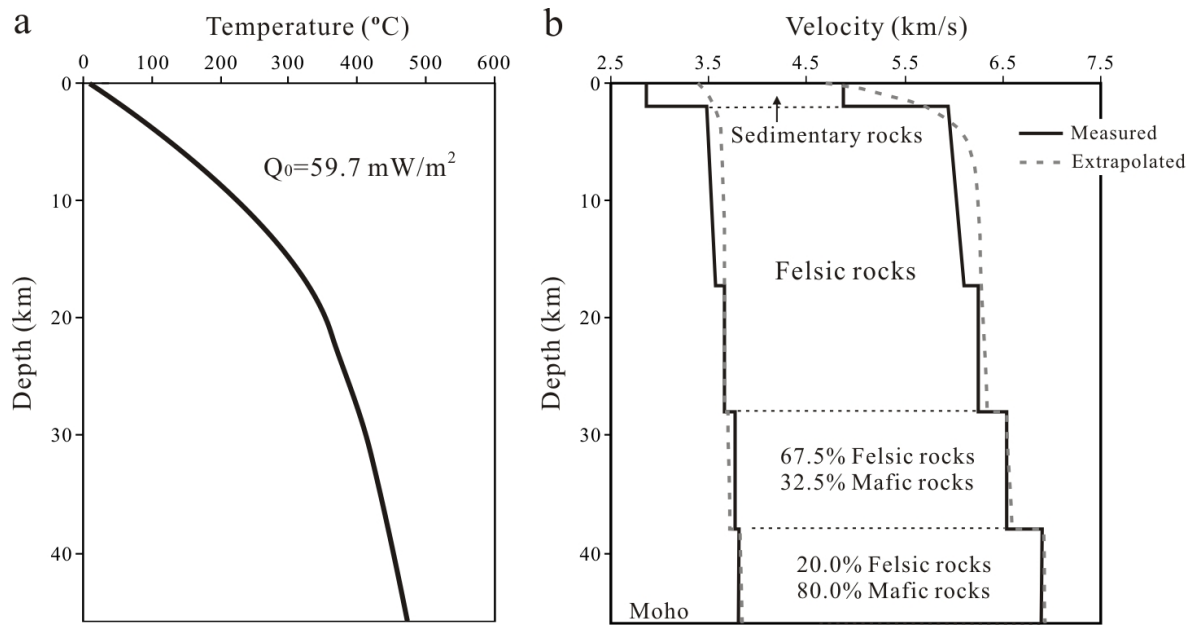 a
Temperature (°C)
0 100 200 300 400 500 600
0
10
20
30
40
Depth (km)
Q0=59.7 mW/m2
b
Velocity (km/s)
2.5 3.5 4.5 5.5 6.5 7.5
0
10
20
30
40
Depth (km)
Sedimentary rocks
Measured
Extrapolated
Felsic rocks
67.5% Felsic rocks
32.5% Mafic rocks
20.0% Felsic rocks
80.0% Mafic rocks
Moho